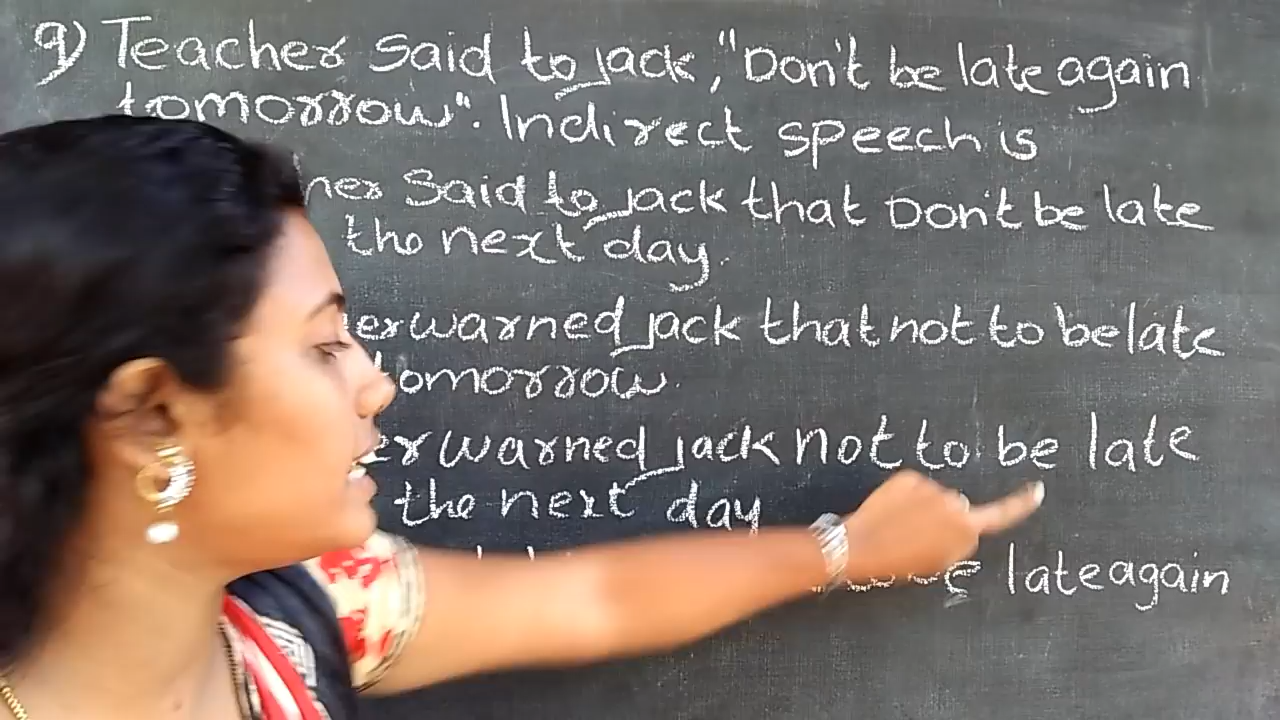 9) Teacher said to Jack, "Don't be late again
tomorrow". Indirect speech is
said to Jack that Don't be late
the next day.
warned Jack that not to be late
tomorrow.
warned Jack not to be late
the next day
late again